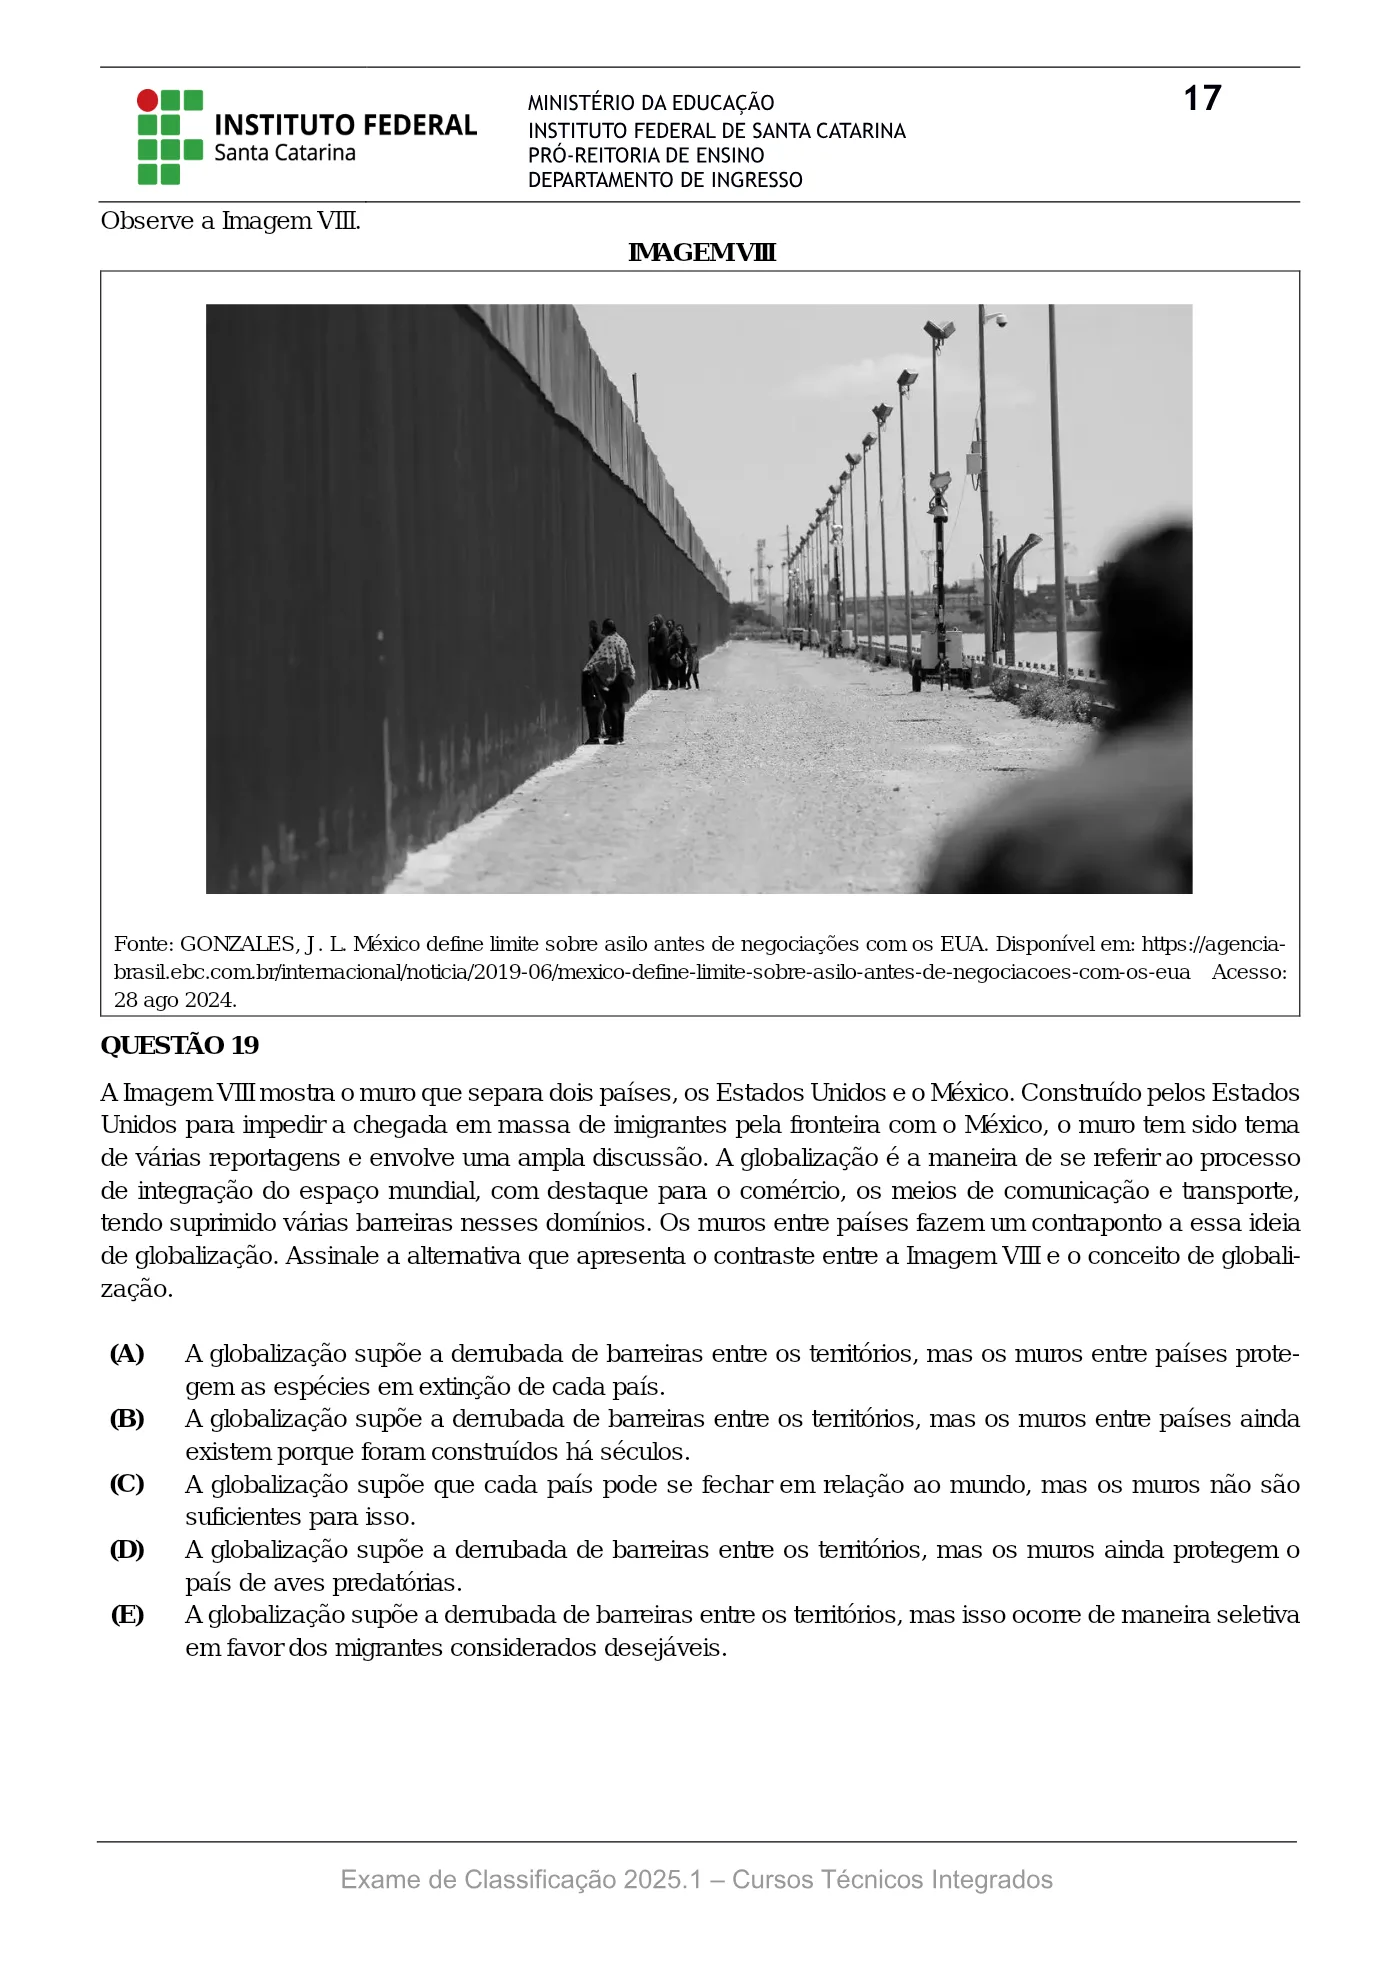 INSTITUTO FEDERAL
Santa Catarina
MINISTÉRIO DA EDUCAÇÃO
INSTITUTO FEDERAL DE SANTA CATARINA
PRÓ-REITORIA DE ENSINO
DEPARTAMENTO DE INGRESSO
17
Observe a Imagem VIII.
IMAGEM VIII
Fonte: GONZALES, J. L. México define limite sobre asilo antes de negociações com os EUA. Disponível em: https://agencia-
brasil.ebc.com.br/internacional/noticia/2019-06/mexico-define-limite-sobre-asilo-antes-de-negociacoes-com-os-eua Acesso:
28 ago 2024.
QUESTÃO 19
A Imagem VIII mostra o muro que separa dois países, os Estados Unidos e o México. Construído pelos Estados
Unidos para impedir a chegada em massa de imigrantes pela fronteira com o México, o muro tem sido tema
de várias reportagens e envolve uma ampla discussão. A globalização é a maneira de se referir ao processo
de integração do espaço mundial, com destaque para o comércio, os meios de comunicação e transporte,
tendo suprimido várias barreiras nesses domínios. Os muros entre países fazem um contraponto a essa ideia
de globalização. Assinale a alternativa que apresenta o contraste entre a Imagem VIII e o conceito de globali-
zação.
(A) A globalização supõe a derrubada de barreiras entre os territórios, mas os muros entre países prote-
gem as espécies em extinção de cada país.
(B) A globalização supõe a derrubada de barreiras entre os territórios, mas os muros entre países ainda
existem porque foram construídos há séculos.
(C) A globalização supõe que cada país pode se fechar em relação ao mundo, mas os muros não são
suficientes para isso.
(D) A globalização supõe a derrubada de barreiras entre os territórios, mas os muros ainda protegem o
país de aves predatórias.
(E) A globalização supõe a derrubada de barreiras entre os territórios, mas isso ocorre de maneira seletiva
em favor dos migrantes considerados desejáveis.
Exame de Classificação 2025.1 – Cursos Técnicos Integrados